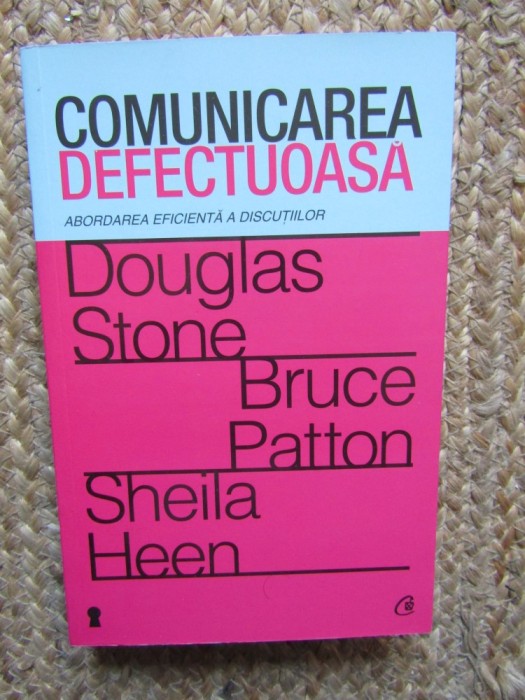 COMUNICAREA
DEFECTUOASĂ
ABORDAREA EFICIENTĂ A DISCUȚIILOR
Douglas
Stone
Bruce
Patton
Sheila
Heen